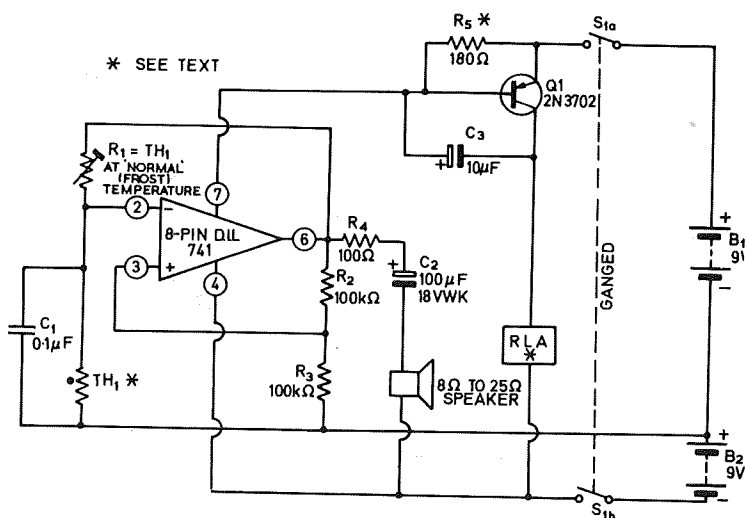 * SEE TEXT
R5 *
180Ω
S1a
Q1
2N3702
R1 = TH1
AT 'NORMAL'
(FROST)
TEMPERATURE
7
C3
+
10µF
2
−
8-PIN D.I.L
741
6
3
+
4
R4
100Ω
+
C2
100µF
18VWK
R2
100kΩ
GANGED
+
B1
9V
−
C1
0·1µF
TH1 *
R3
100kΩ
8Ω TO 25Ω
SPEAKER
RLA
*
+
B2
9V
−
S1b